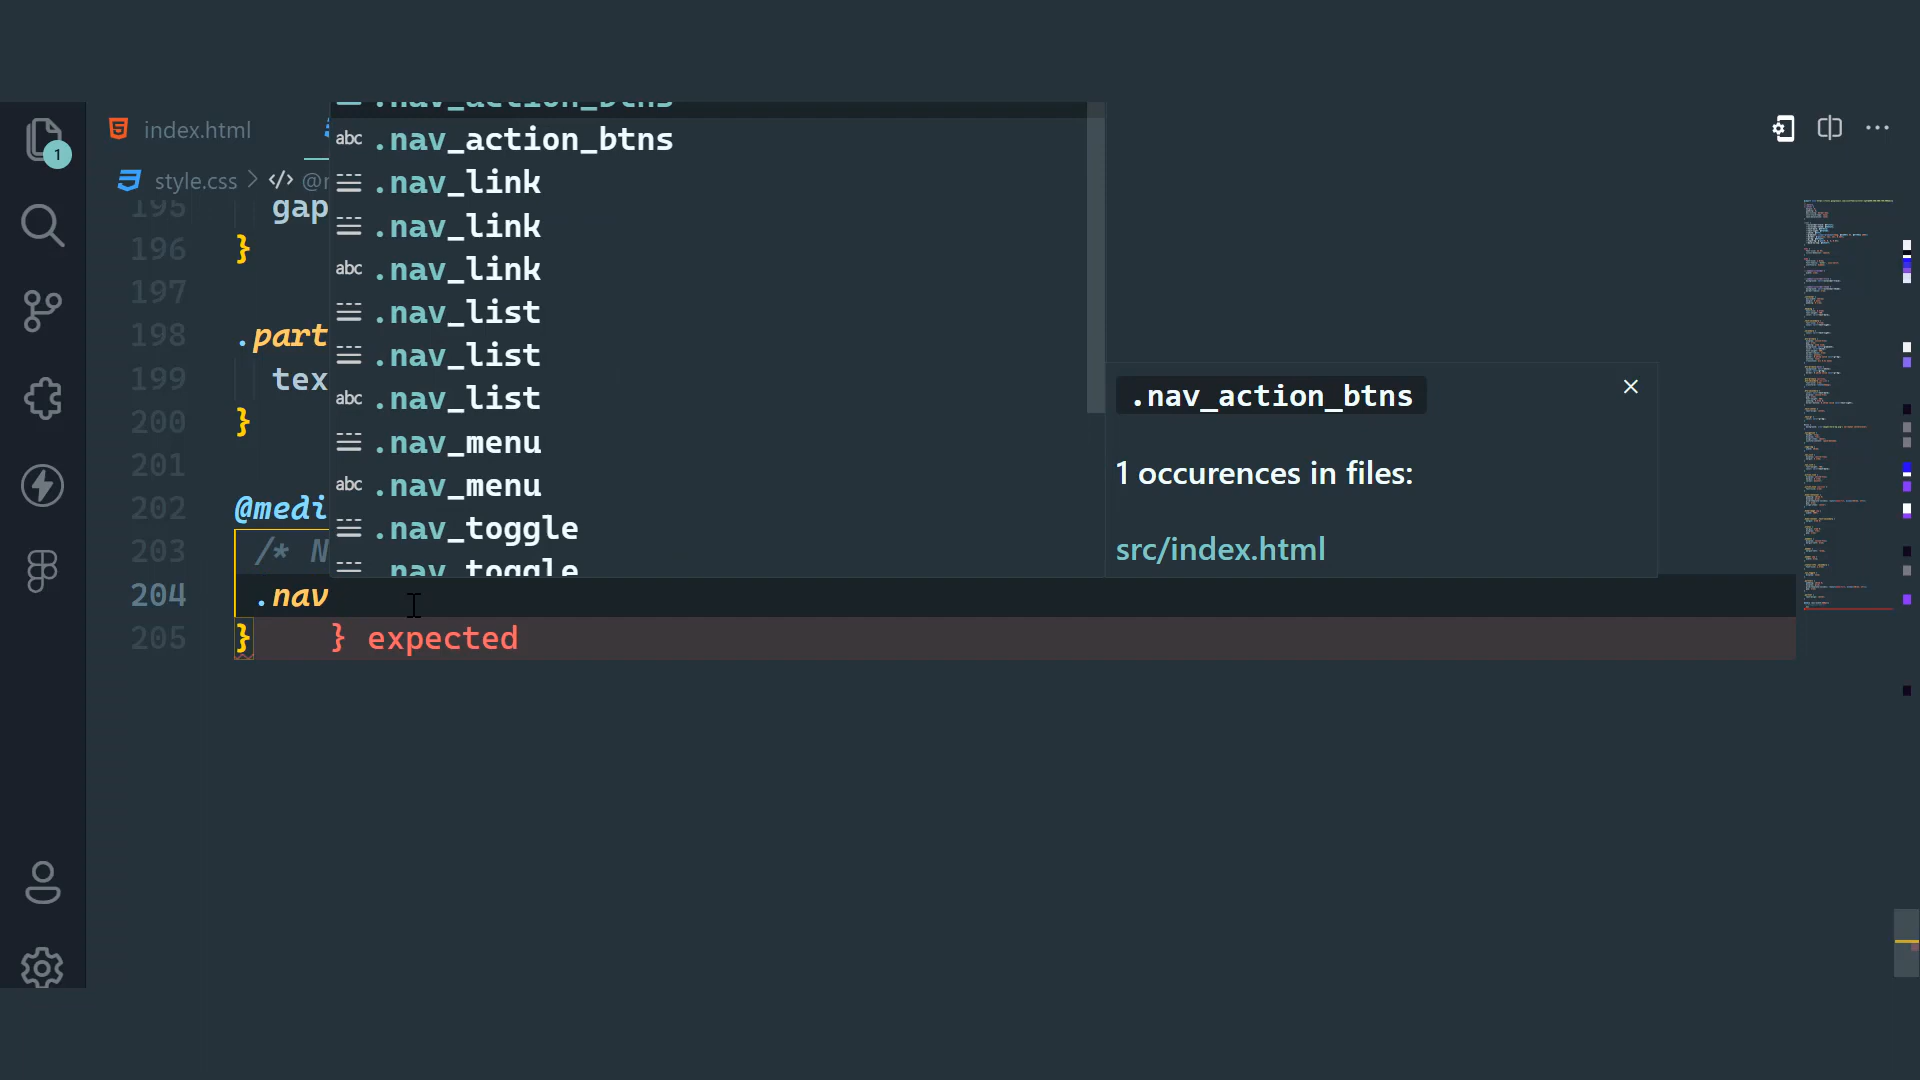 index.html
style.css > </> @r
1
.nav_action_btns
abc .nav_action_btns
.nav_link
.nav_link
abc .nav_link
.nav_list
.nav_list
abc .nav_list
.nav_menu
abc .nav_menu
.nav_toggle
.nav_toggle
.nav_action_btns
1 occurences in files:
src/index.html
195 gap
196 }
197
198 .part
199 tex
200 }
201
202 @medi
203 /* N
204 .nav
205 } } expected